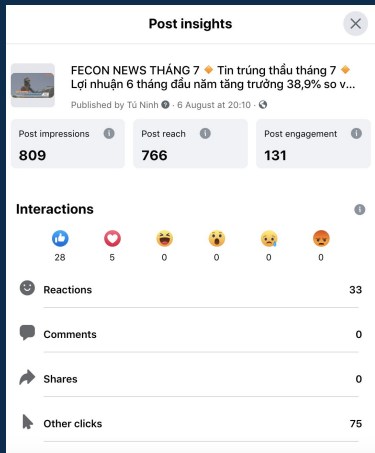 Post insights
FECON NEWS THÁNG 7 🔸 Tin trúng thầu tháng 7 🔸
Lợi nhuận 6 tháng đầu năm tăng trưởng 38,9% so v...
Published by Tú Ninh · 6 August at 20:10 ·
Post impressions
809
Post reach
766
Post engagement
131
Interactions
28 5 0 0 0 0
Reactions 33
Comments 0
Shares 0
Other clicks 75